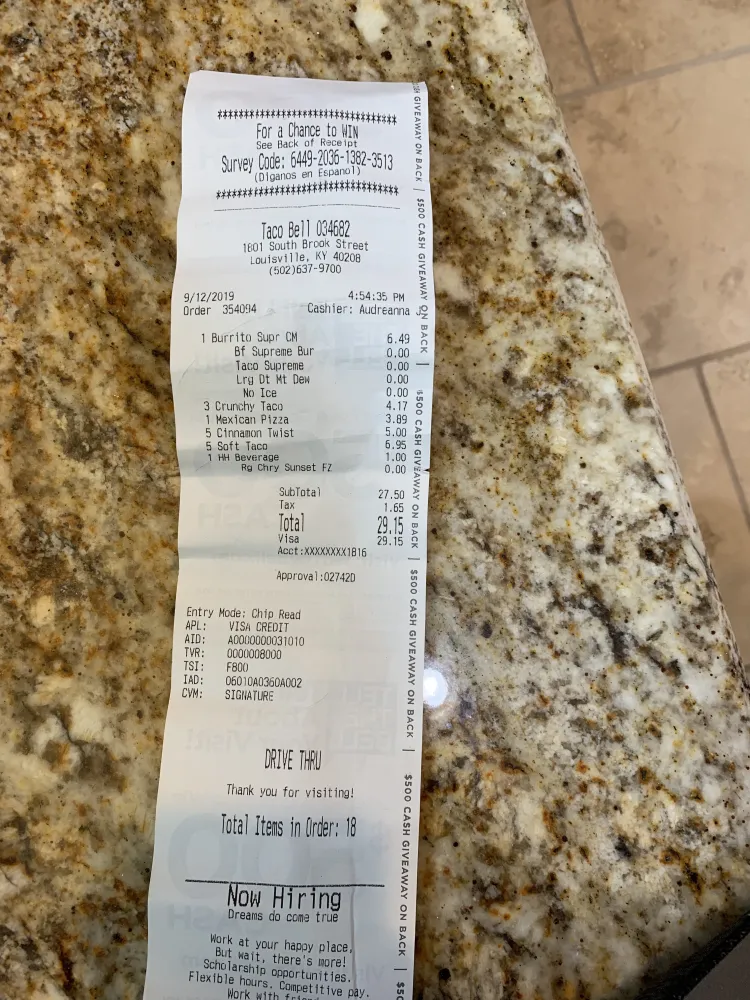 ************************************
For a Chance to WIN
See Back of Receipt
Survey Code: 6449-2036-1382-3513
(Diganos en Espanol)
************************************
Taco Bell 034682
1801 South Brook Street
Louisville, KY 40208
(502)637-9700
9/12/2019 4:54:35 PM
Order 354094 Cashier: Audreanna
1 Burrito Supr CM 6.49
Bf Supreme Bur 0.00
Taco Supreme 0.00
Lrg Dt Mt Dew 0.00
No Ice 0.00
3 Crunchy Taco 4.17
1 Mexican Pizza 3.89
5 Cinnamon Twist 5.00
5 Soft Taco 6.95
1 HH Beverage 1.00
Rg Chry Sunset FZ 0.00
SubTotal 27.50
Tax 1.65
Total 29.15
Visa 29.15
Acct:XXXXXXXX1816
Approval:02742D
Entry Mode: Chip Read
APL: VISA CREDIT
AID: A0000000031010
TVR: 0000008000
TSI: F800
IAD: 06010A0360A002
CVM: SIGNATURE
DRIVE THRU
Thank you for visiting!
Total Items in Order: 18
Now Hiring
Dreams do come true
Work at your happy place,
But wait, there's more!
Scholarship opportunities.
Flexible hours. Competitive pay.
Work with
GIVEAWAY ON BACK | $500 CASH GIVEAWAY ON BACK | $500 CASH GIVEAWAY ON BACK | $500 CASH GIVEAWAY ON BACK | $500 CASH GIVEAWAY ON BACK |